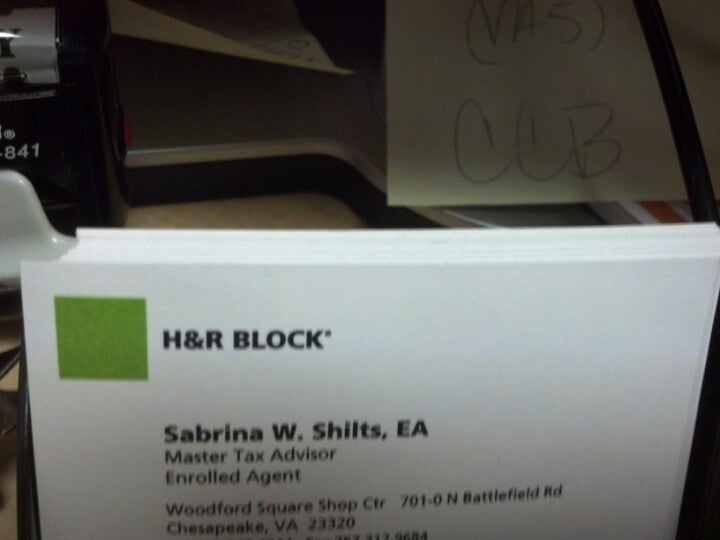 (VA5)
CCB
-841
H&R BLOCK®
Sabrina W. Shilts, EA
Master Tax Advisor
Enrolled Agent
Woodford Square Shop Ctr 701-0 N Battlefield Rd
Chesapeake, VA 23320